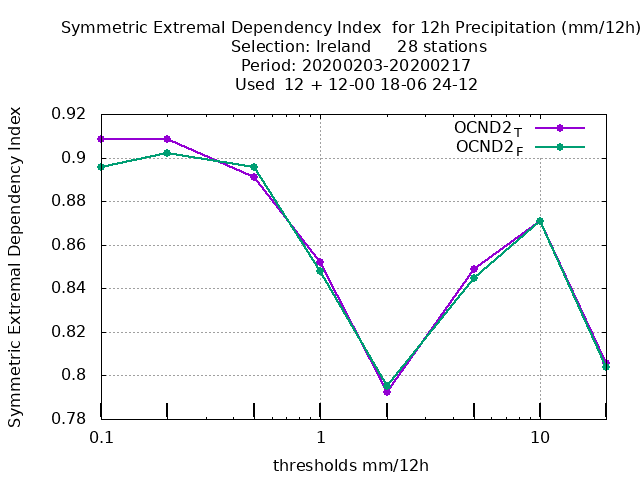 Symmetric Extremal Dependency Index  for 12h Precipitation (mm/12h)
Selection: Ireland     28 stations
Period: 20200203-20200217
Used  12 + 12-00 18-06 24-12
Symmetric Extremal Dependency Index
0.92
0.9
0.88
0.86
0.84
0.82
0.8
0.78
OCND2T
OCND2F
0.1 1 10
thresholds mm/12h